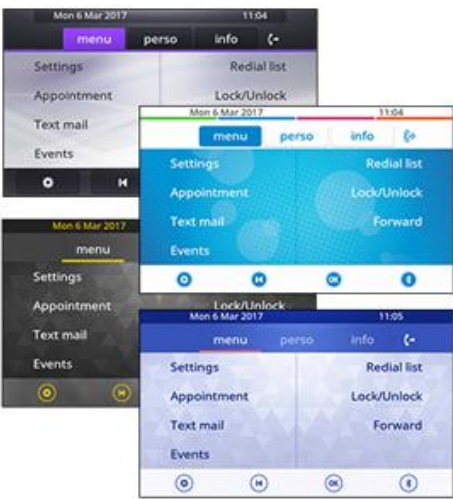 Mon 6 Mar 2017 11:04
menu perso info
Settings Redial list
Appointment Lock/Unlock
Text mail
Events
Mon 6 Mar 2017 11:04
menu perso info
Settings Redial list
Appointment Lock/Unlock
Text mail Forward
Events
OK
Mon 6 Mar 2017
menu
Settings
Appointment Lock/Unlock
Text mail
Events
Mon 6 Mar 2017 11:05
menu perso info
Settings Redial list
Appointment Lock/Unlock
Text mail Forward
Events
OK